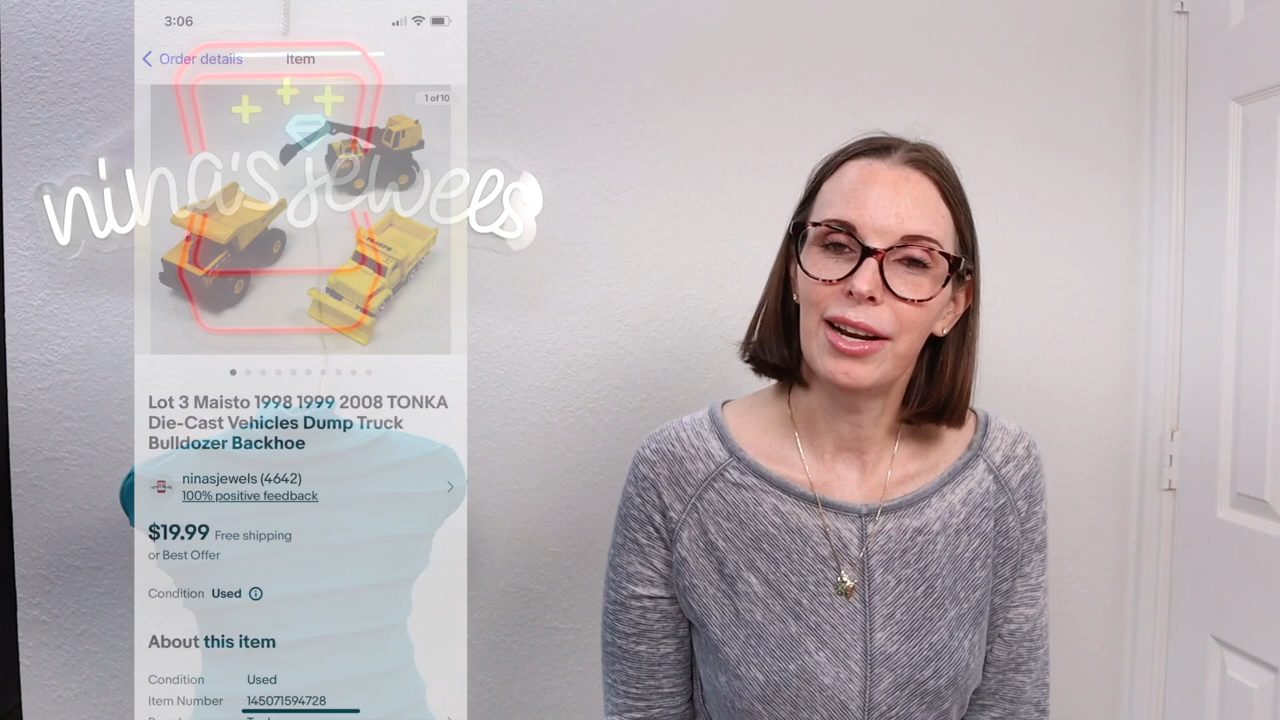 3:06
Order details
Item
1 of 10
nina's jewels
Lot 3 Maisto 1998 1999 2008 TONKA
Die-Cast Vehicles Dump Truck
Bulldozer Backhoe
ninasjewels (4642)
100% positive feedback
$19.99 Free shipping
or Best Offer
Condition Used
About this item
Condition Used
Item Number 145071594728